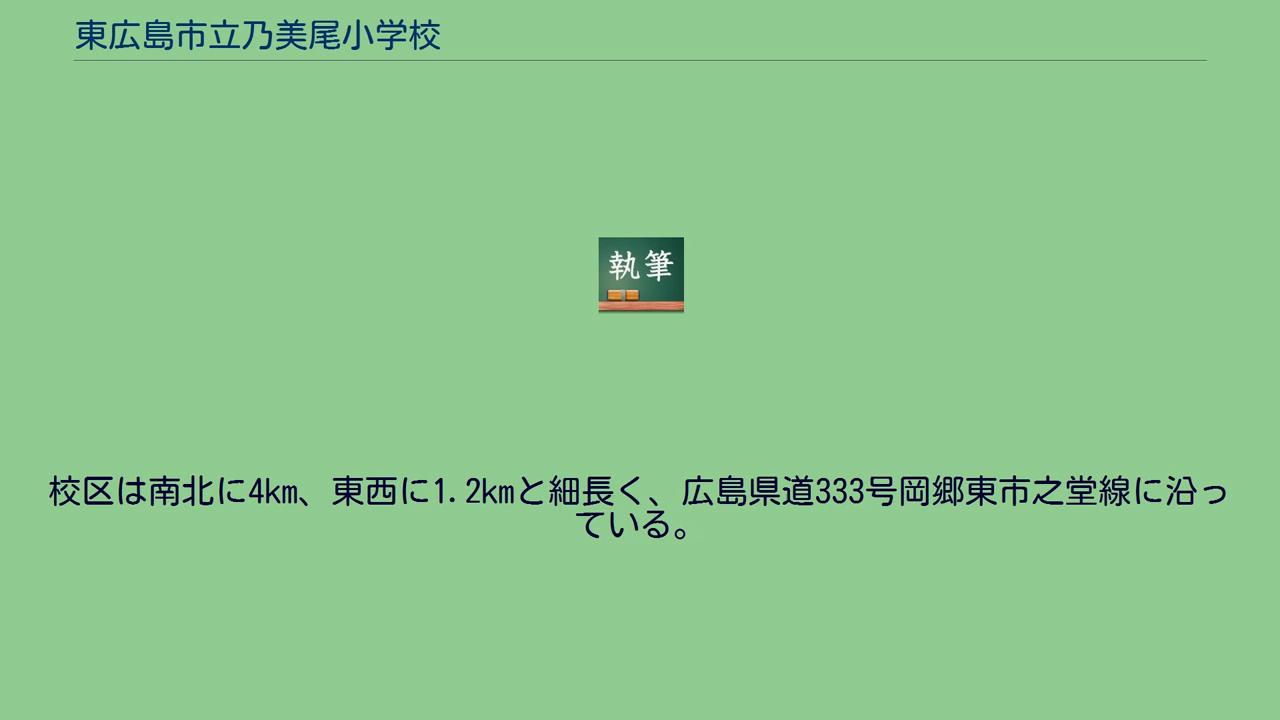 東広島市立乃美尾小学校
執筆
校区は南北に4km、東西に1.2kmと細長く、広島県道333号岡郷東市之堂線に沿っ
ている。